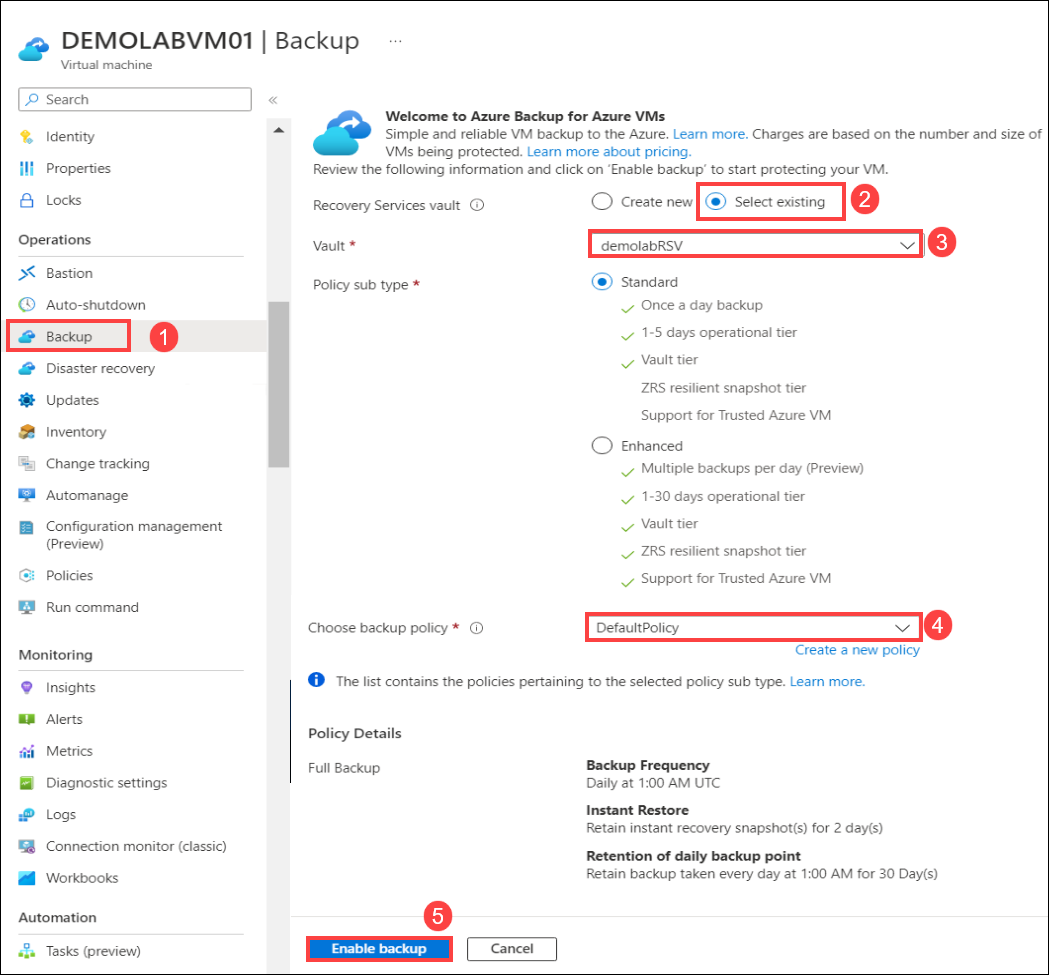 DEMOLABVM01 | Backup ...
Virtual machine
Search
«
Identity
Properties
Locks
Operations
Bastion
Auto-shutdown
Backup
1
Disaster recovery
Updates
Inventory
Change tracking
Automanage
Configuration management
(Preview)
Policies
Run command
Monitoring
Insights
Alerts
Metrics
Diagnostic settings
Logs
Connection monitor (classic)
Workbooks
Automation
Tasks (preview)
Welcome to Azure Backup for Azure VMs
Simple and reliable VM backup to the Azure. Learn more. Charges are based on the number and size of
VMs being protected. Learn more about pricing.
Review the following information and click on 'Enable backup' to start protecting your VM.
Recovery Services vault Create new Select existing 2
Vault * demolabRSV 3
Policy sub type * Standard
Once a day backup
1-5 days operational tier
Vault tier
ZRS resilient snapshot tier
Support for Trusted Azure VM
Enhanced
Multiple backups per day (Preview)
1-30 days operational tier
Vault tier
ZRS resilient snapshot tier
Support for Trusted Azure VM
Choose backup policy * DefaultPolicy 4
Create a new policy
The list contains the policies pertaining to the selected policy sub type. Learn more.
Policy Details
Full Backup
Backup Frequency
Daily at 1:00 AM UTC
Instant Restore
Retain instant recovery snapshot(s) for 2 day(s)
Retention of daily backup point
Retain backup taken every day at 1:00 AM for 30 Day(s)
5
Enable backup Cancel